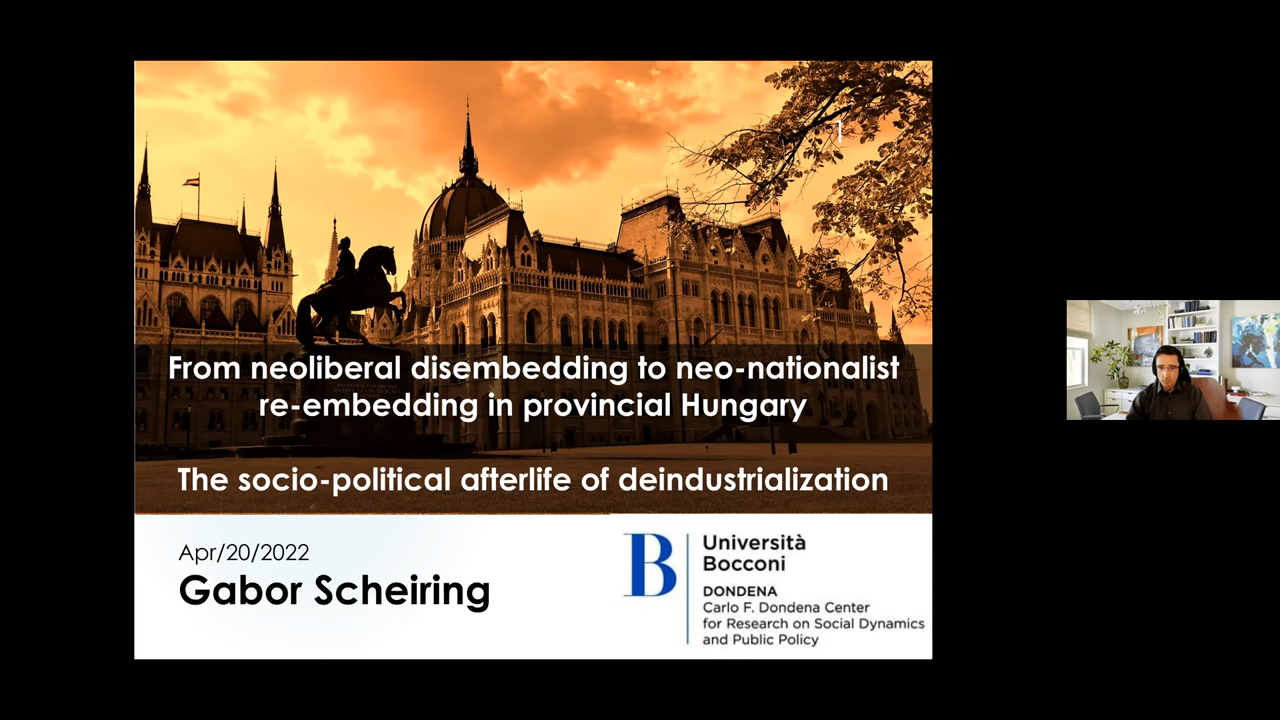 1
From neoliberal disembedding to neo-nationalist
re-embedding in provincial Hungary
The socio-political afterlife of deindustrialization
Apr/20/2022
Gabor Scheiring
B
Università
Bocconi
DONDENA
Carlo F. Dondena Center
for Research on Social Dynamics
and Public Policy